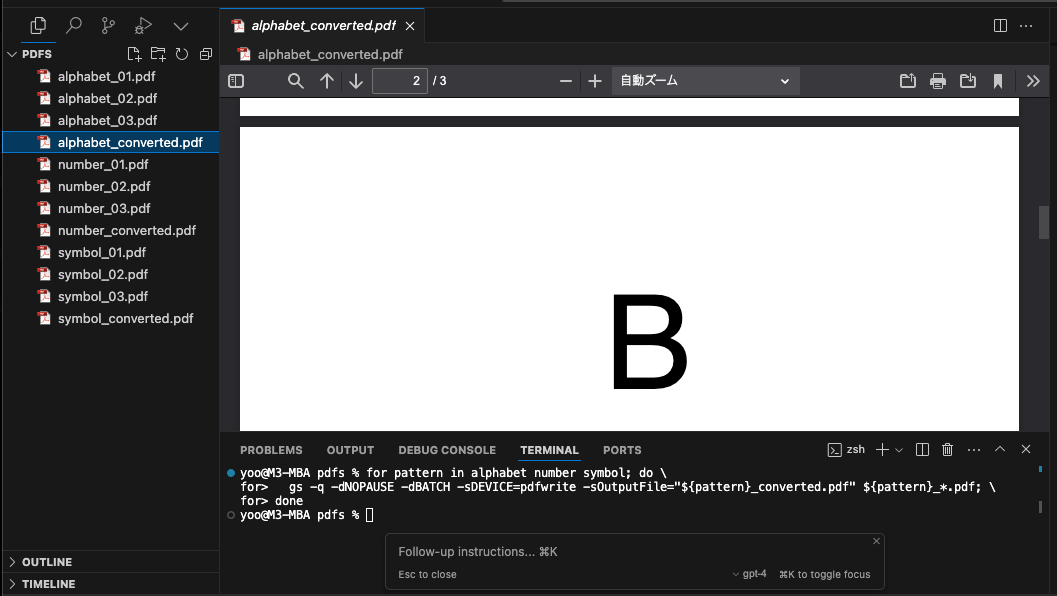 alphabet_converted.pdf
PDFS
alphabet_converted.pdf
alphabet_01.pdf
alphabet_02.pdf
alphabet_03.pdf
alphabet_converted.pdf
number_01.pdf
number_02.pdf
number_03.pdf
number_converted.pdf
symbol_01.pdf
symbol_02.pdf
symbol_03.pdf
symbol_converted.pdf
OUTLINE
TIMELINE
2 / 3
自動ズーム
B
PROBLEMS OUTPUT DEBUG CONSOLE TERMINAL PORTS zsh
yoo@M3-MBA pdfs % for pattern in alphabet number symbol; do \
for>   gs -q -dNOPAUSE -dBATCH -sDEVICE=pdfwrite -sOutputFile="${pattern}_converted.pdf" ${pattern}_*.pdf; \
for> done
yoo@M3-MBA pdfs %
Follow-up instructions... ⌘K
Esc to close gpt-4 ⌘K to toggle focus